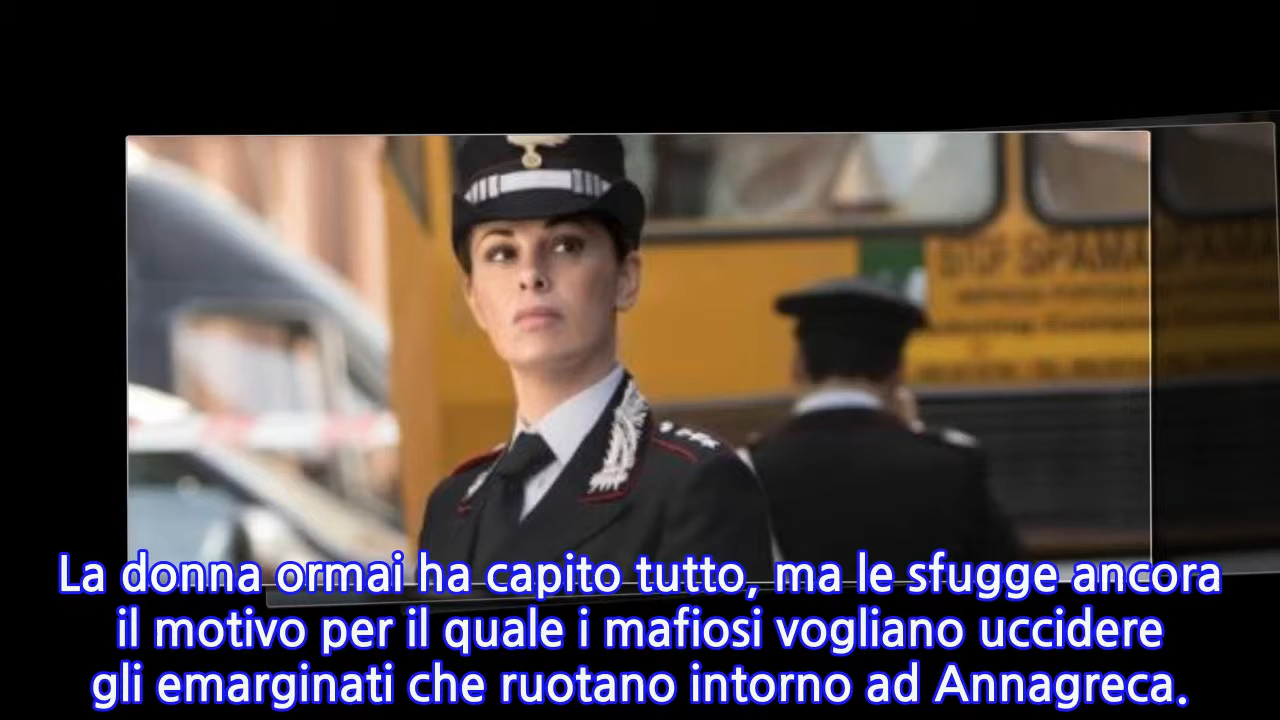 La donna ormai ha capito tutto, ma le sfugge ancora
il motivo per il quale i mafiosi vogliano uccidere
gli emarginati che ruotano intorno ad Annagreca.